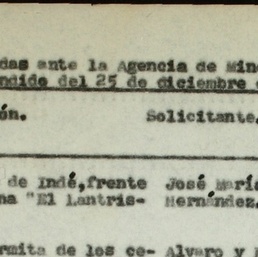 das ante la Agencia de Min
ndido del 25 de diciembre
ón. Solicitante.
de Indé, frente José Marí
na "El Lantris- Hernández.
rmita de los ce- Alvaro y